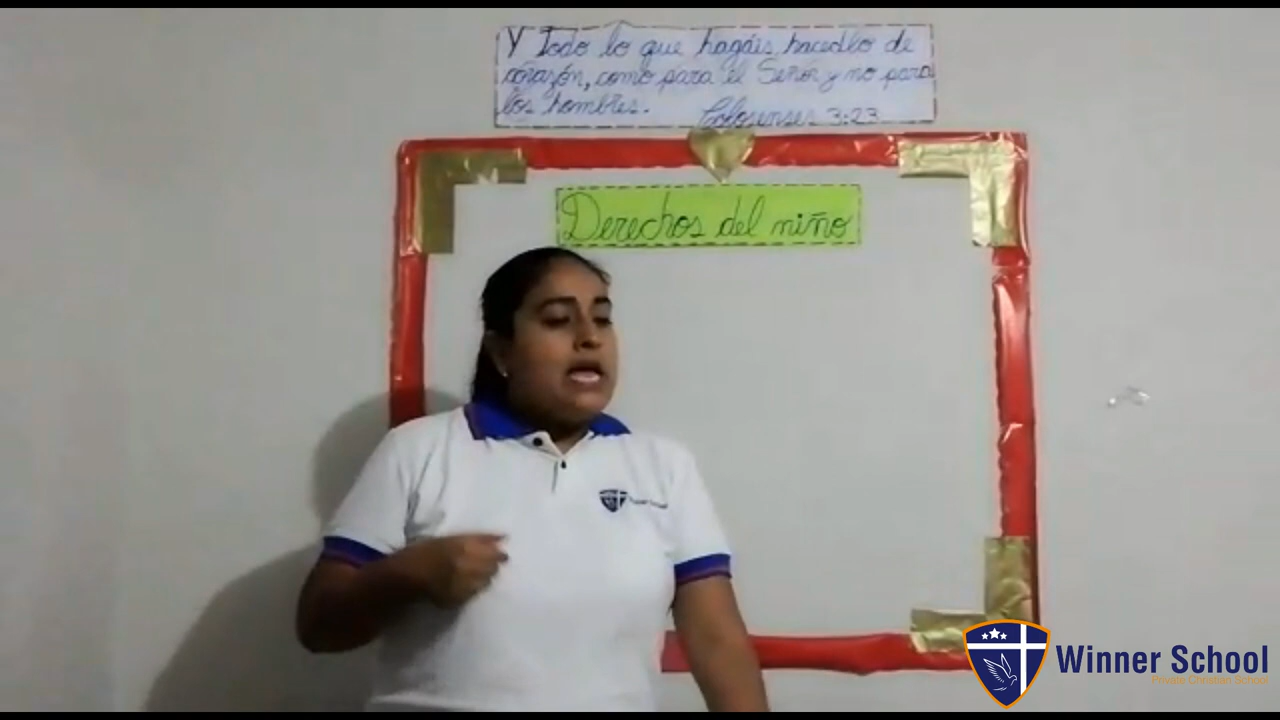 Y Todo lo que hagáis, hacedlo de
corazón, como para el Señor y no para
los hombres. Colosenses 3:23
Derechos del niño
Winner School
Private Christian School